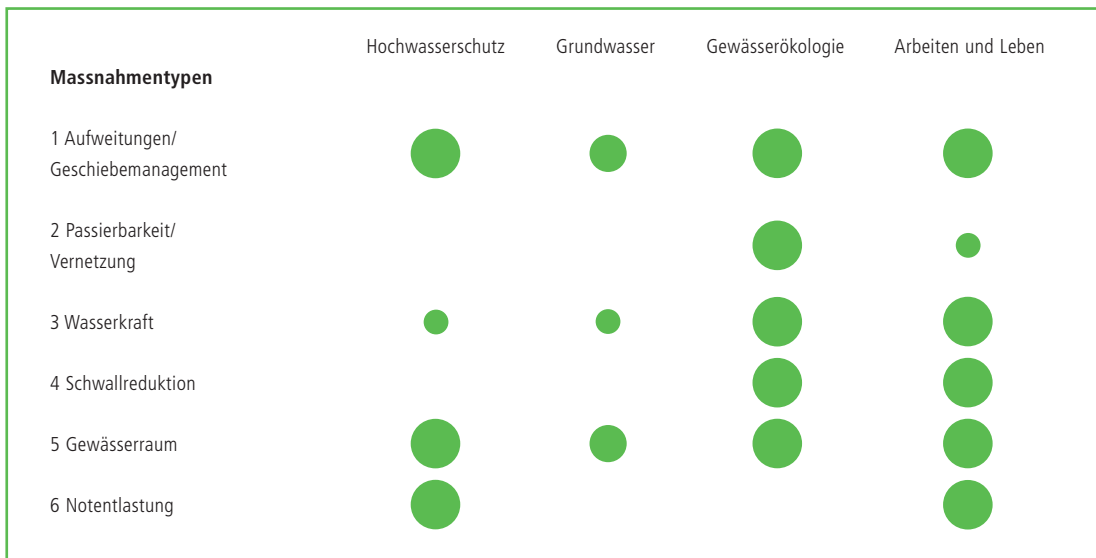 Hochwasserschutz Grundwasser Gewässerökologie Arbeiten und Leben
Massnahmentypen
1 Aufweitungen/
Geschiebemanagement
2 Passierbarkeit/
Vernetzung
3 Wasserkraft
4 Schwallreduktion
5 Gewässerraum
6 Notentlastung